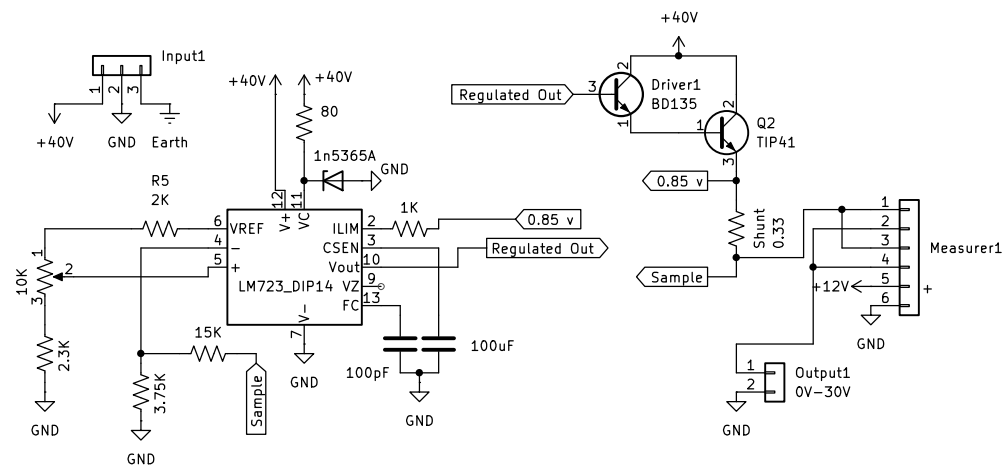 Input1
1
2
3
+40V
GND
Earth
+40V
+40V
80
1n5365A
GND
R5
2K
12
11
V+
VC
6
VREF
4
−
5
+
ILIM
2
CSEN
3
Vout
10
VZ
9
FC
13
LM723_DIP14
V−
7
GND
1K
0.85 v
Regulated Out
10K
1
2
3
2.3K
GND
15K
3.75K
GND
Sample
100pF
100uF
GND
+40V
Regulated Out
3
2
1
Driver1
BD135
1
2
3
Q2
TIP41
0.85 v
Shunt
0.33
Sample
1
2
3
4
5
6
+12V
+
GND
Measurer1
1
2
Output1
0V−30V
GND